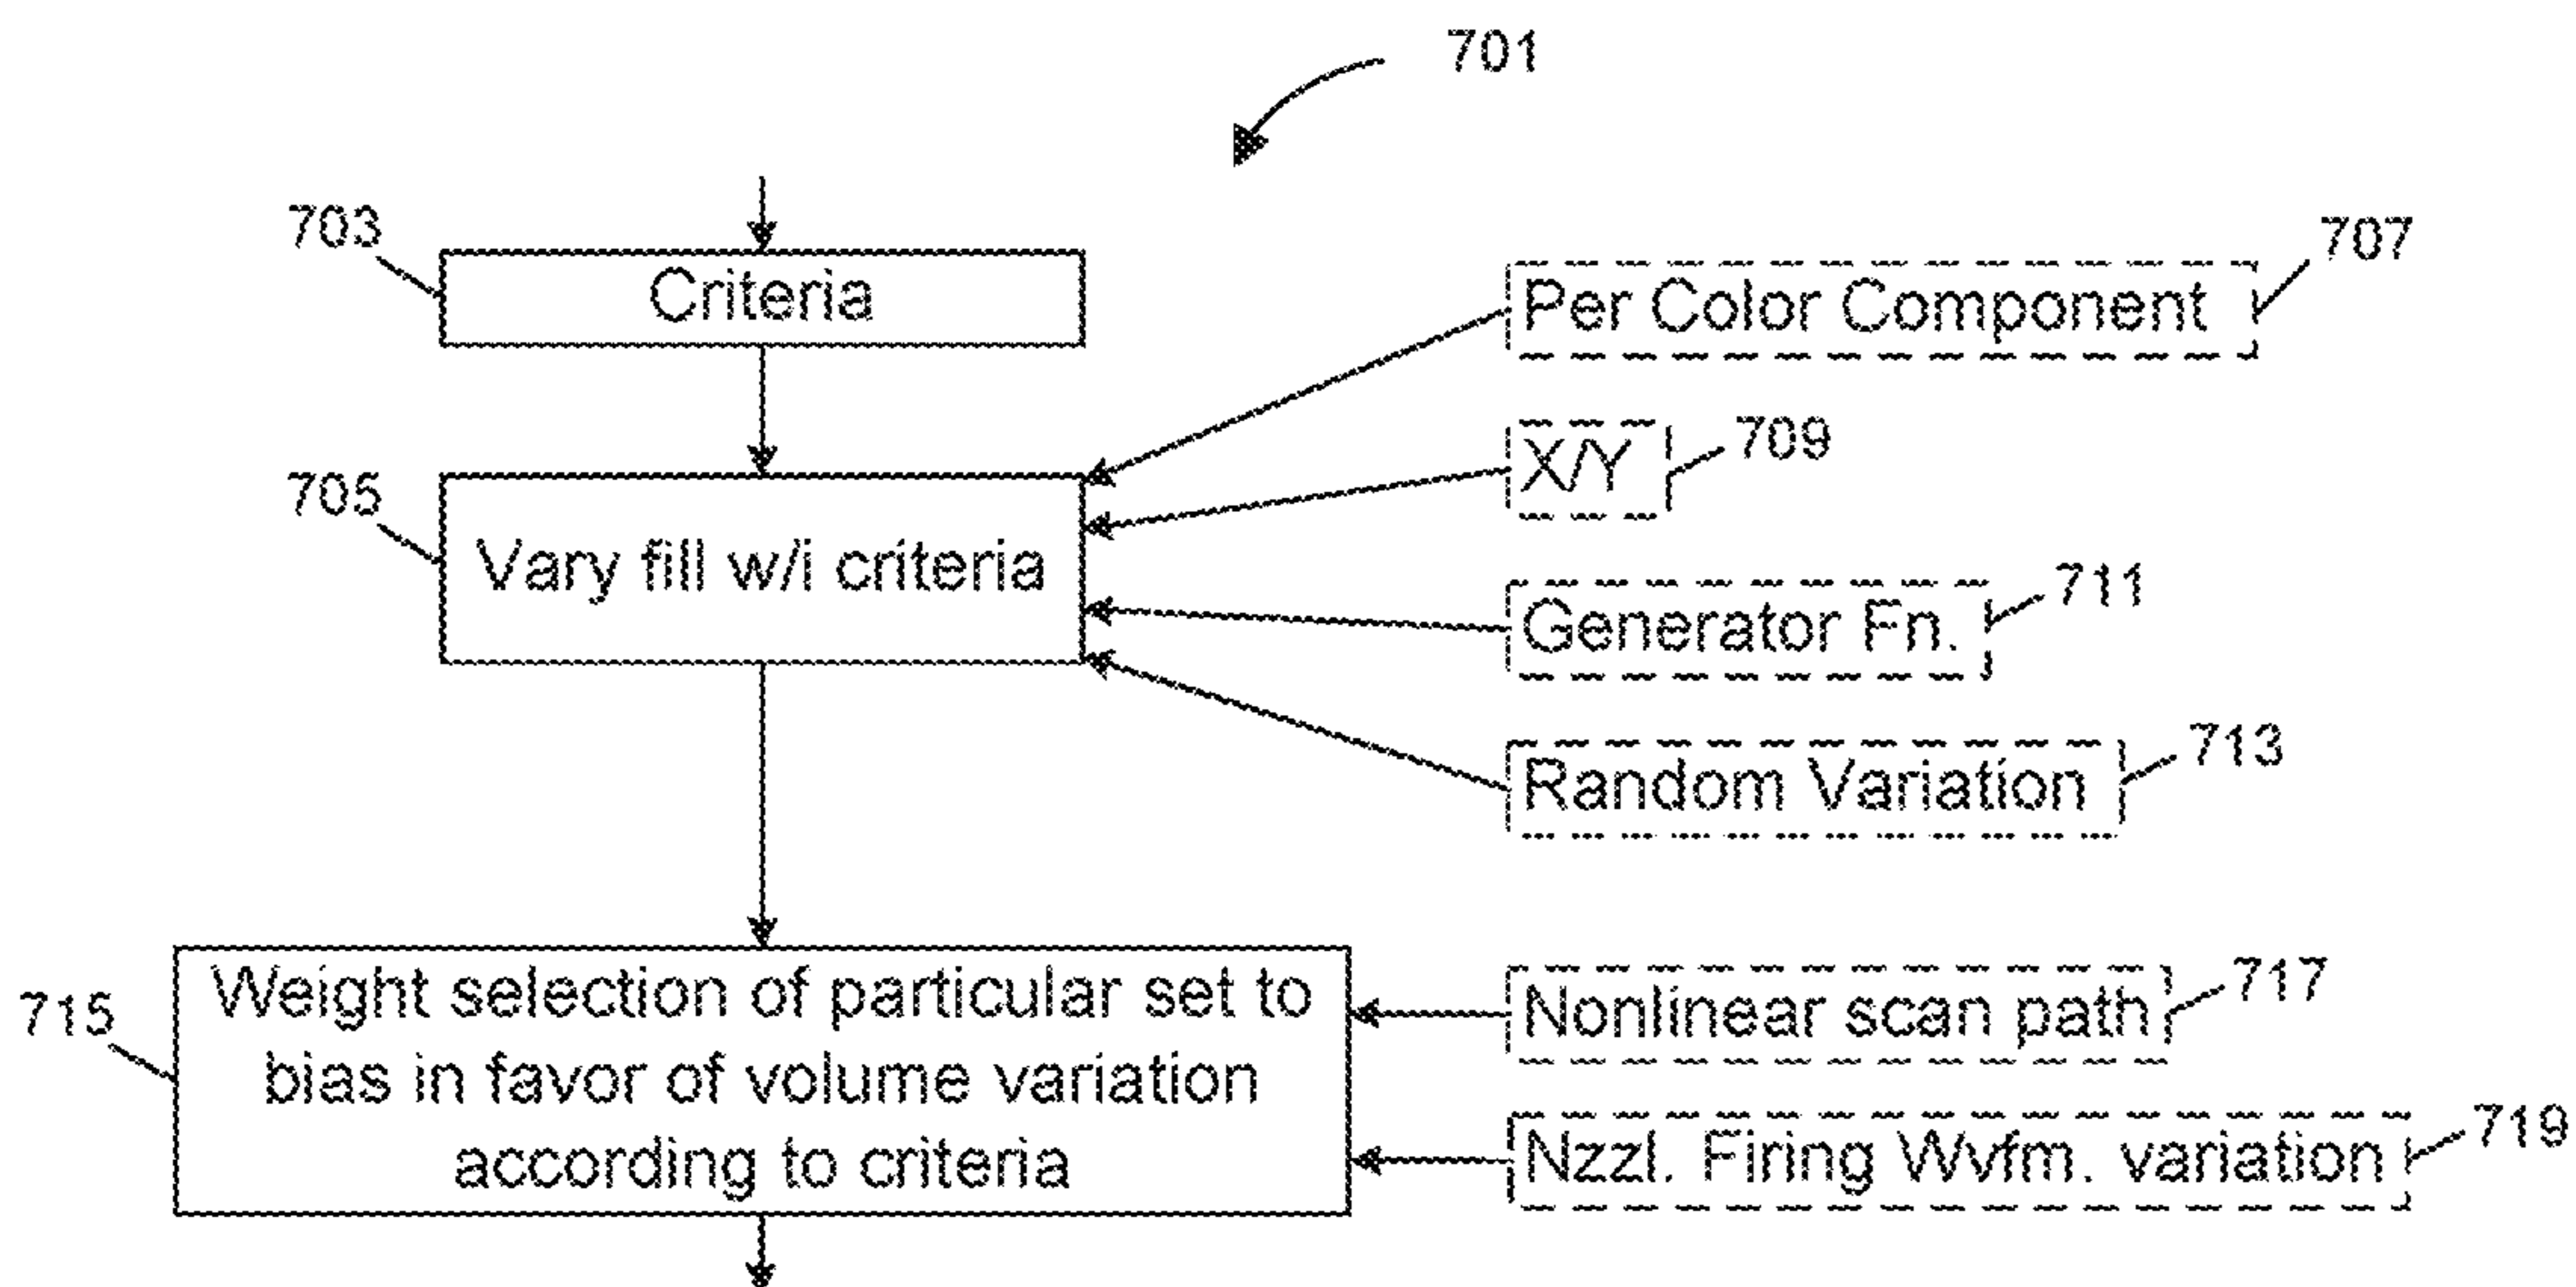 701
703
Criteria
Per Color Component
707
705
Vary fill w/i criteria
X/Y
709
Generator Fn.
711
Random Variation
713
715
Weight selection of particular set to
bias in favor of volume variation
according to criteria
Nonlinear scan path
717
Nzzl. Firing Wvfm. variation
719